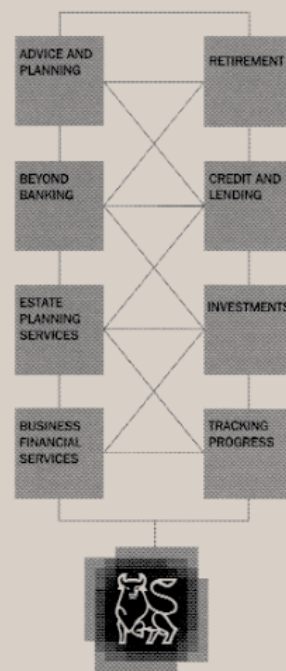 ADVICE AND
PLANNING
RETIREMENT
BEYOND
BANKING
CREDIT AND
LENDING
ESTATE
PLANNING
SERVICES
INVESTMENTS
BUSINESS
FINANCIAL
SERVICES
TRACKING
PROGRESS